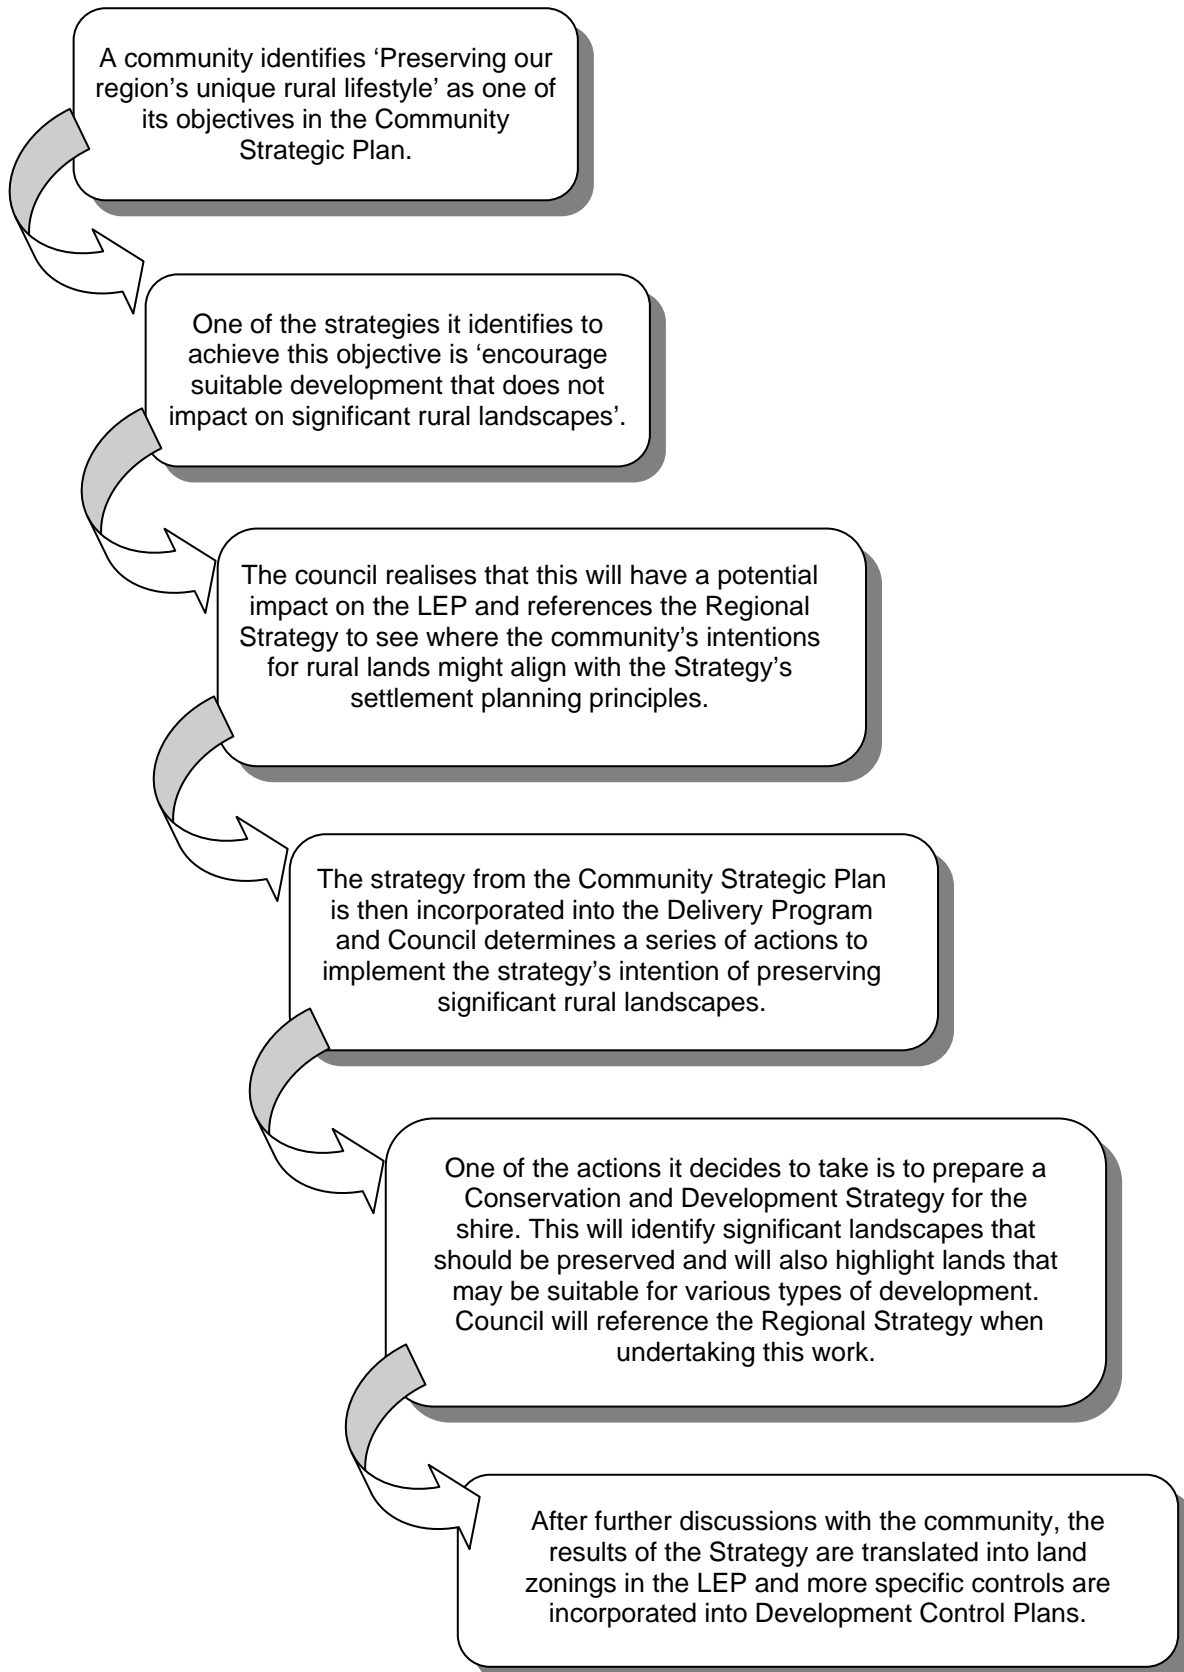 A community identifies ‘Preserving our
region’s unique rural lifestyle’ as one of
its objectives in the Community
Strategic Plan.
One of the strategies it identifies to
achieve this objective is ‘encourage
suitable development that does not
impact on significant rural landscapes’.
The council realises that this will have a potential
impact on the LEP and references the Regional
Strategy to see where the community’s intentions
for rural lands might align with the Strategy’s
settlement planning principles.
The strategy from the Community Strategic Plan
is then incorporated into the Delivery Program
and Council determines a series of actions to
implement the strategy’s intention of preserving
significant rural landscapes.
One of the actions it decides to take is to prepare a
Conservation and Development Strategy for the
shire. This will identify significant landscapes that
should be preserved and will also highlight lands that
may be suitable for various types of development.
Council will reference the Regional Strategy when
undertaking this work.
After further discussions with the community, the
results of the Strategy are translated into land
zonings in the LEP and more specific controls are
incorporated into Development Control Plans.